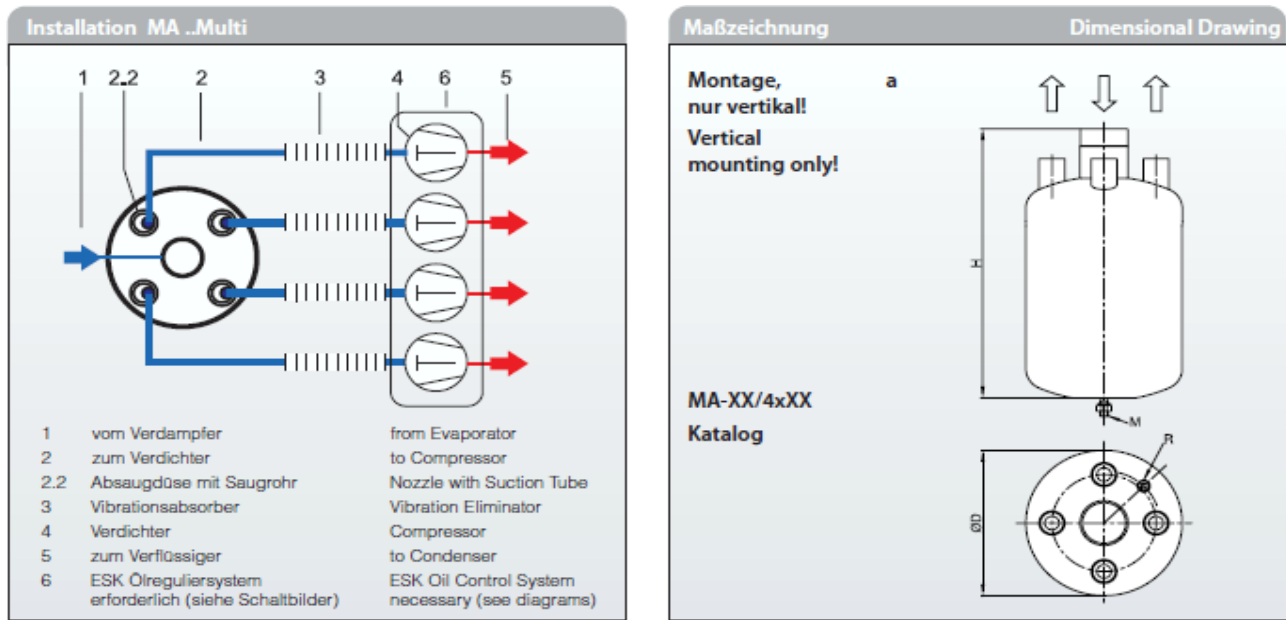 Installation MA ..Multi
1 2.2 2 3 4 6 5
1 vom Verdampfer from Evaporator
2 zum Verdichter to Compressor
2.2 Absaugdüse mit Saugrohr Nozzle with Suction Tube
3 Vibrationsabsorber Vibration Eliminator
4 Verdichter Compressor
5 zum Verflüssiger to Condenser
6 ESK Ölreguliersystem ESK Oil Control System
erforderlich (siehe Schaltbilder) necessary (see diagrams)
Maßzeichnung Dimensional Drawing
Montage, a
nur vertikal!
Vertical
mounting only!
H
MA-XX/4xXX
M
Katalog
R
ØD